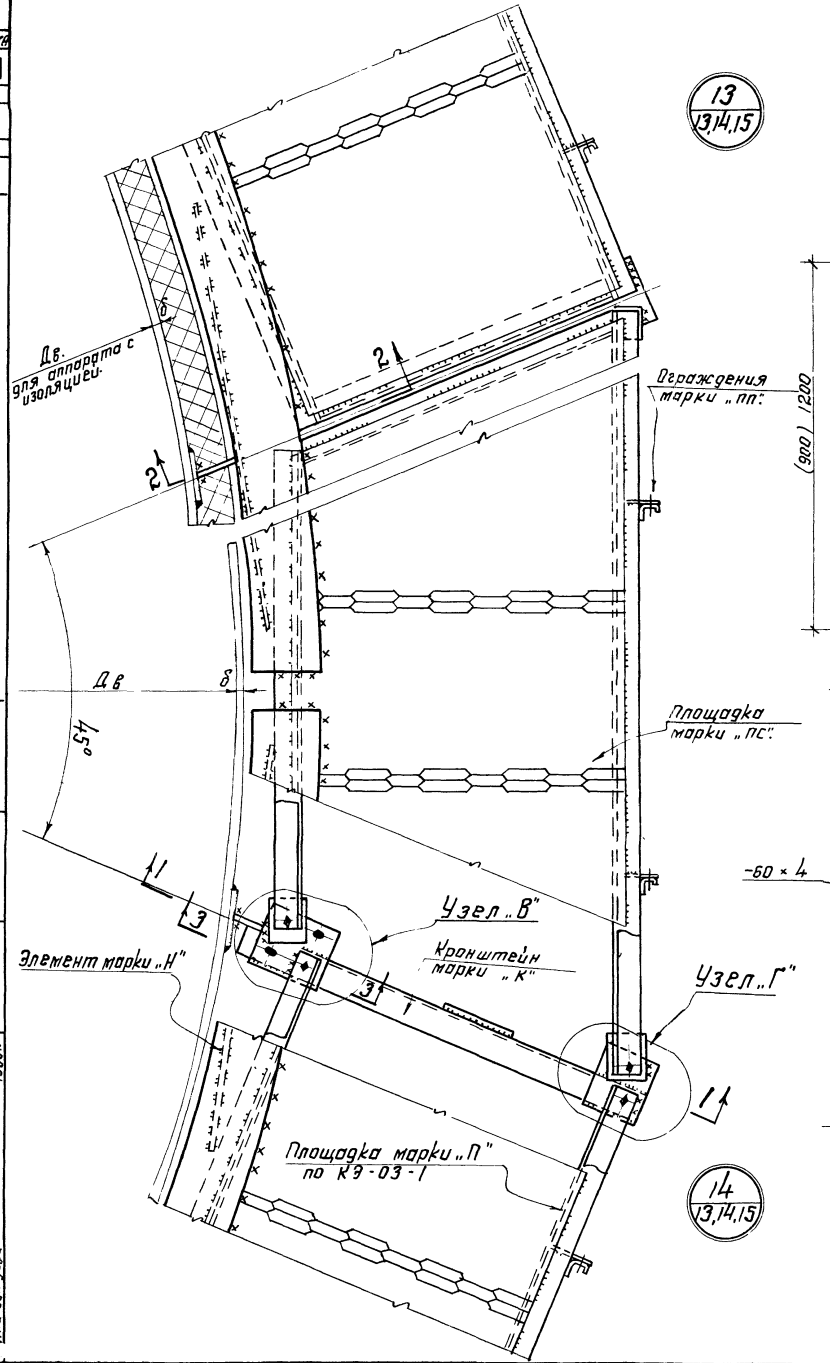 13
13,14,15
Дв.
для аппарата с
изоляцией.
δ
2
2
Ограждения
марки „пп".
(900) 1200
Дв
δ
45°
Площадка
марки „пс".
-60 × 4
1
3
Узел „В"
Элемент марки „Н"
Кронштейн
марки „К"
3
Узел „Г"
1
Площадка марки „П"
по КЭ-03-1
14
13,14,15